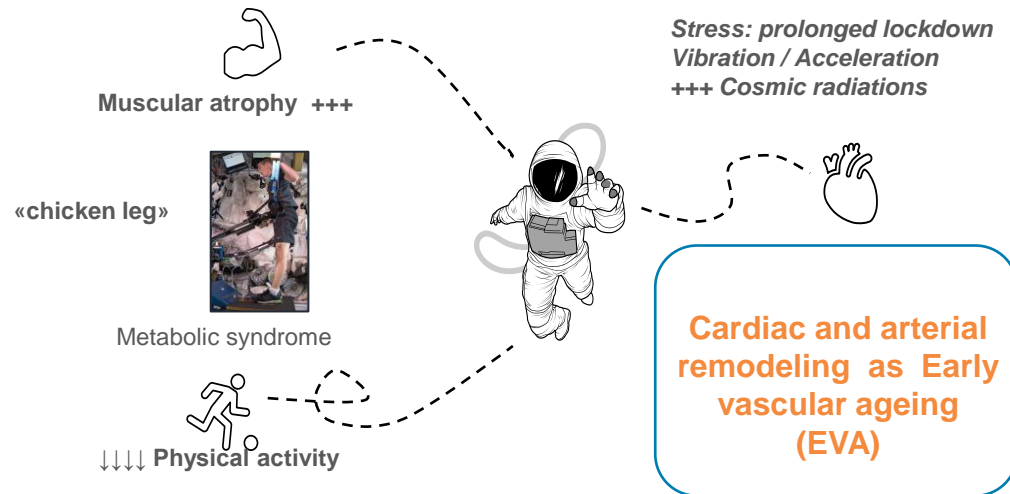 Stress: prolonged lockdown
Vibration / Acceleration
+++ Cosmic radiations
Muscular atrophy +++
«chicken leg»
Metabolic syndrome
↓↓↓↓ Physical activity
Cardiac and arterial
remodeling as Early
vascular ageing
(EVA)